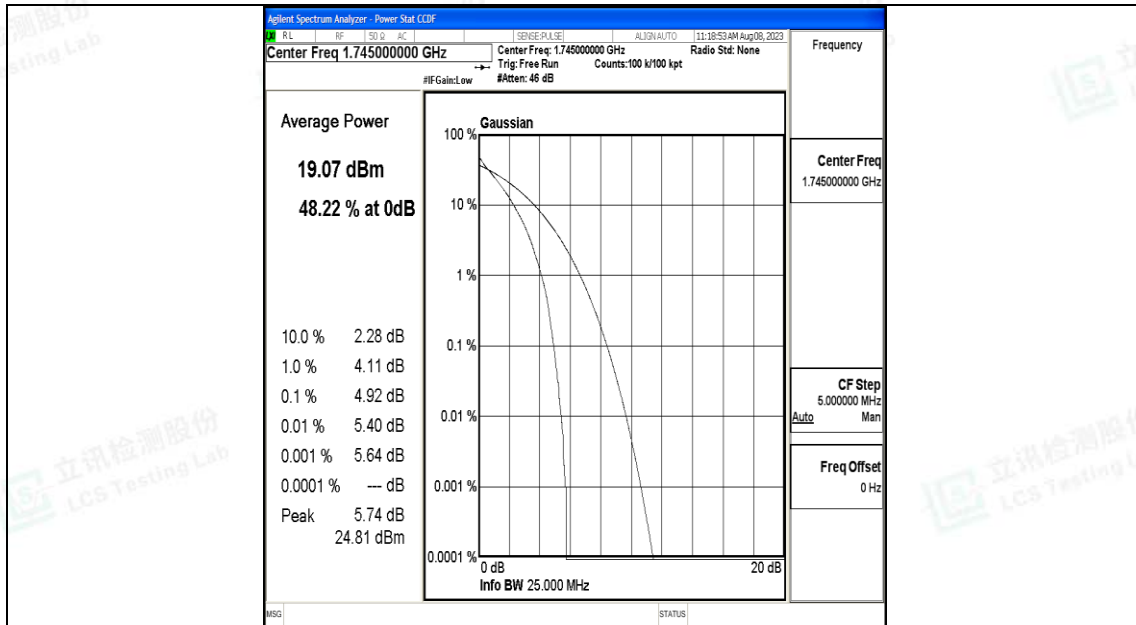 Agilent Spectrum Analyzer - Power Stat CCDF
LXI RL RF 50 Ω AC SENSE:PULSE ALIGNAUTO 11:18:53 AM Aug 08, 2023
Center Freq 1.745000000 GHz
Center Freq: 1.745000000 GHz Radio Std: None
Trig: Free Run Counts:100 k/100 kpt
#IFGain:Low #Atten: 46 dB
Frequency
Average Power
19.07 dBm
48.22 % at 0dB
10.0 % 2.28 dB
1.0 % 4.11 dB
0.1 % 4.92 dB
0.01 % 5.40 dB
0.001 % 5.64 dB
0.0001 % --- dB
Peak 5.74 dB
24.81 dBm
Gaussian
100 %
10 %
1 %
0.1 %
0.01 %
0.001 %
0.0001 %
0 dB 20 dB
Info BW 25.000 MHz
Center Freq
1.745000000 GHz
CF Step
5.000000 MHz
Auto Man
Freq Offset
0 Hz
MSG STATUS
立讯检测股份
LCS Testing Lab
立讯检测股份